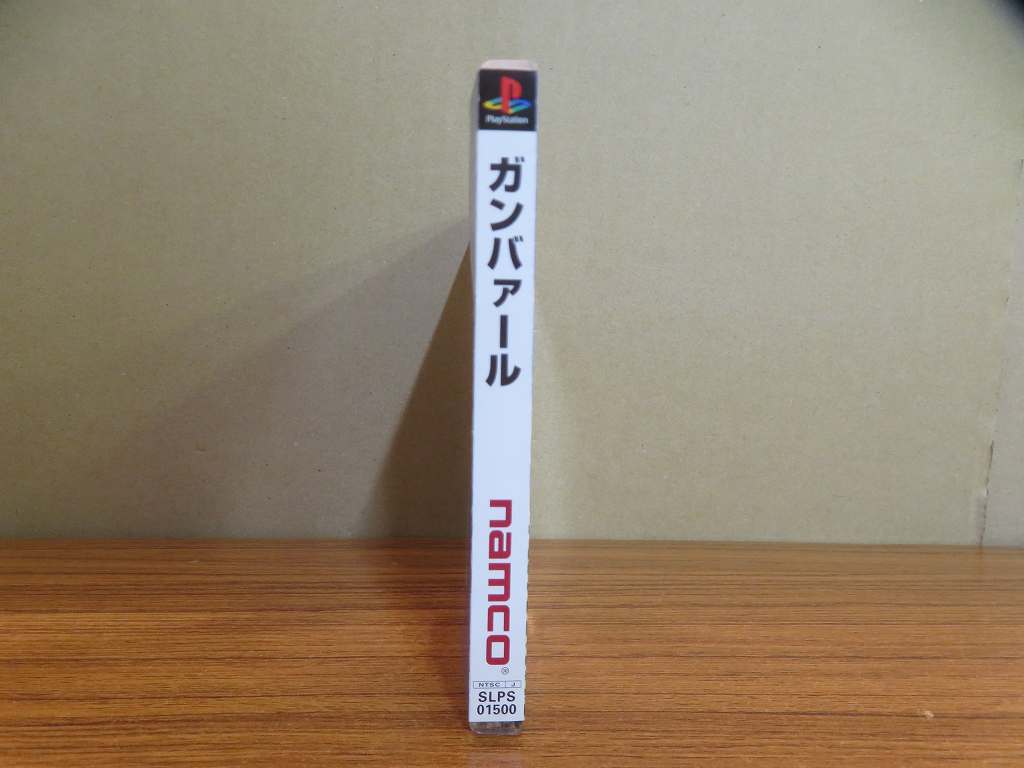 PlayStation
ガンバァール
namco®
NTSC J
SLPS
01500